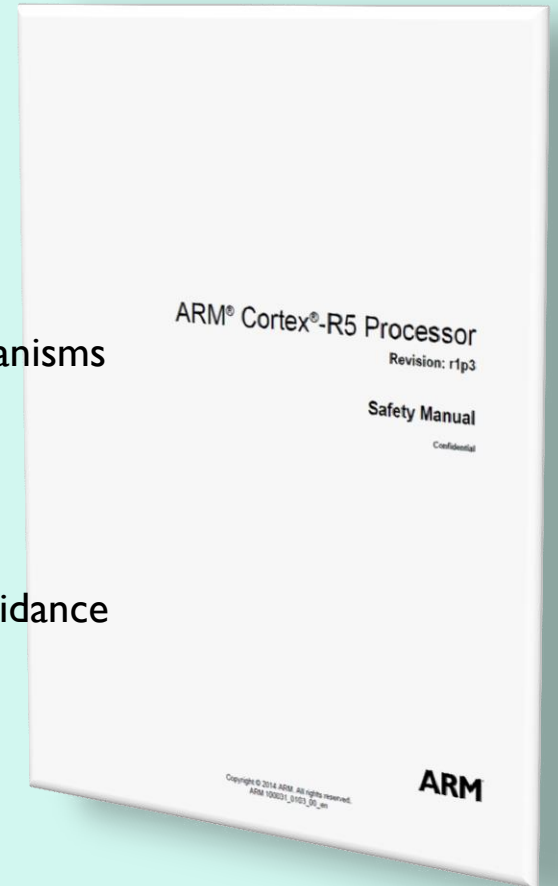 ARM® Cortex®-R5 Processor
Revision: r1p3
anisms
Safety Manual
Confidential
idance
Copyright © 2014 ARM. All rights reserved.
ARM 100031_0103_00_en
ARM